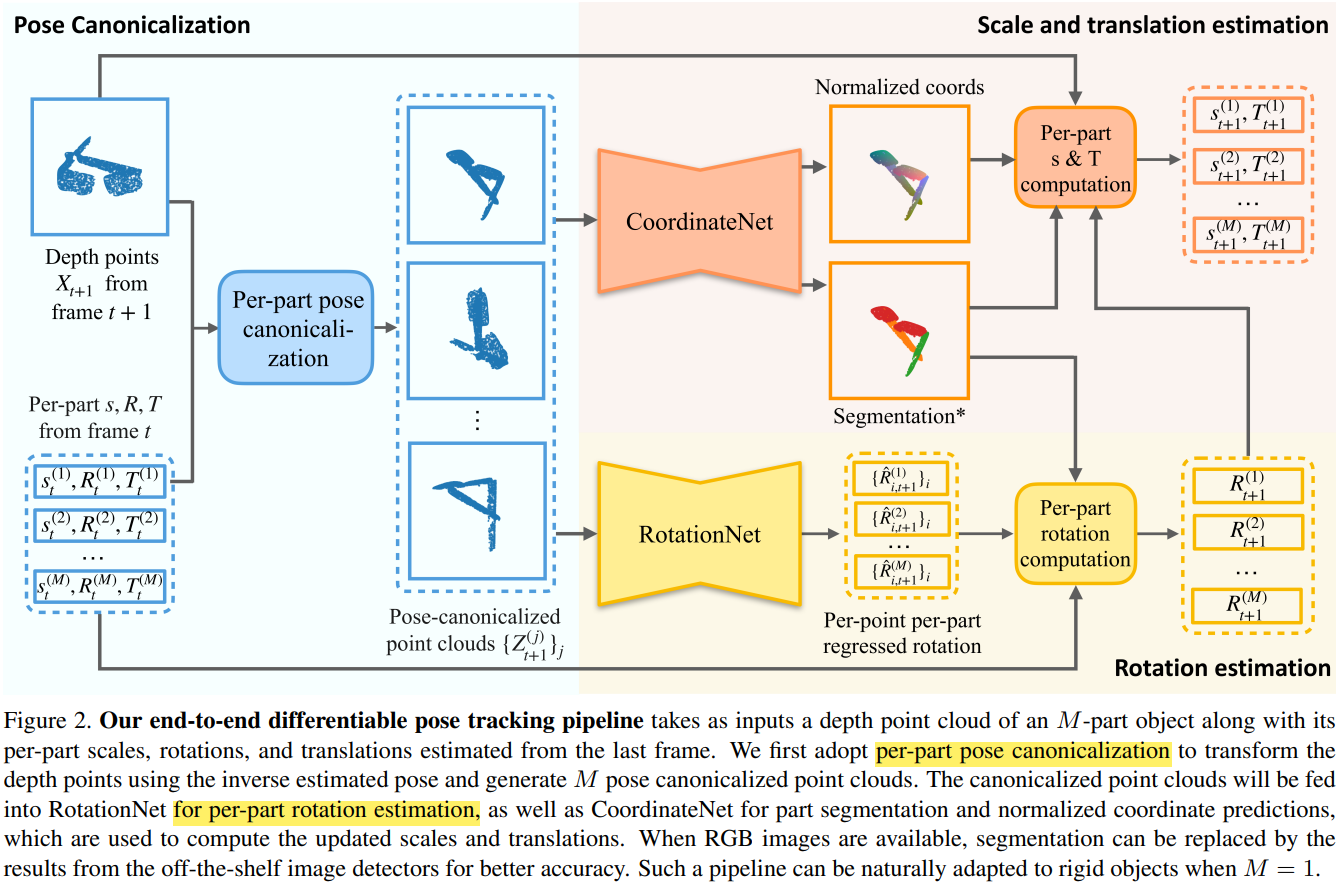 Pose Canonicalization
Scale and translation estimation
Depth points
X_{t+1} from
frame t + 1
Per-part s, R, T
from frame t
s_t^{(1)}, R_t^{(1)}, T_t^{(1)}
s_t^{(2)}, R_t^{(2)}, T_t^{(2)}
...
s_t^{(M)}, R_t^{(M)}, T_t^{(M)}
Per-part pose
canonicali-
zation
⋮
Pose-canonicalized
point clouds {Z_{t+1}^{(j)}}_j
CoordinateNet
Normalized coords
Segmentation*
Per-part
s & T
computation
s_{t+1}^{(1)}, T_{t+1}^{(1)}
s_{t+1}^{(2)}, T_{t+1}^{(2)}
...
s_{t+1}^{(M)}, T_{t+1}^{(M)}
RotationNet
{R̂_{i,t+1}^{(1)}}_i
{R̂_{i,t+1}^{(2)}}_i
...
{R̂_{i,t+1}^{(M)}}_i
Per-point per-part
regressed rotation
Per-part
rotation
computation
R_{t+1}^{(1)}
R_{t+1}^{(2)}
...
R_{t+1}^{(M)}
Rotation estimation
Figure 2. Our end-to-end differentiable pose tracking pipeline takes as inputs a depth point cloud of an M-part object along with its
per-part scales, rotations, and translations estimated from the last frame. We first adopt per-part pose canonicalization to transform the
depth points using the inverse estimated pose and generate M pose canonicalized point clouds. The canonicalized point clouds will be fed
into RotationNet for per-part rotation estimation, as well as CoordinateNet for part segmentation and normalized coordinate predictions,
which are used to compute the updated scales and translations. When RGB images are available, segmentation can be replaced by the
results from the off-the-shelf image detectors for better accuracy. Such a pipeline can be naturally adapted to rigid objects when M = 1.